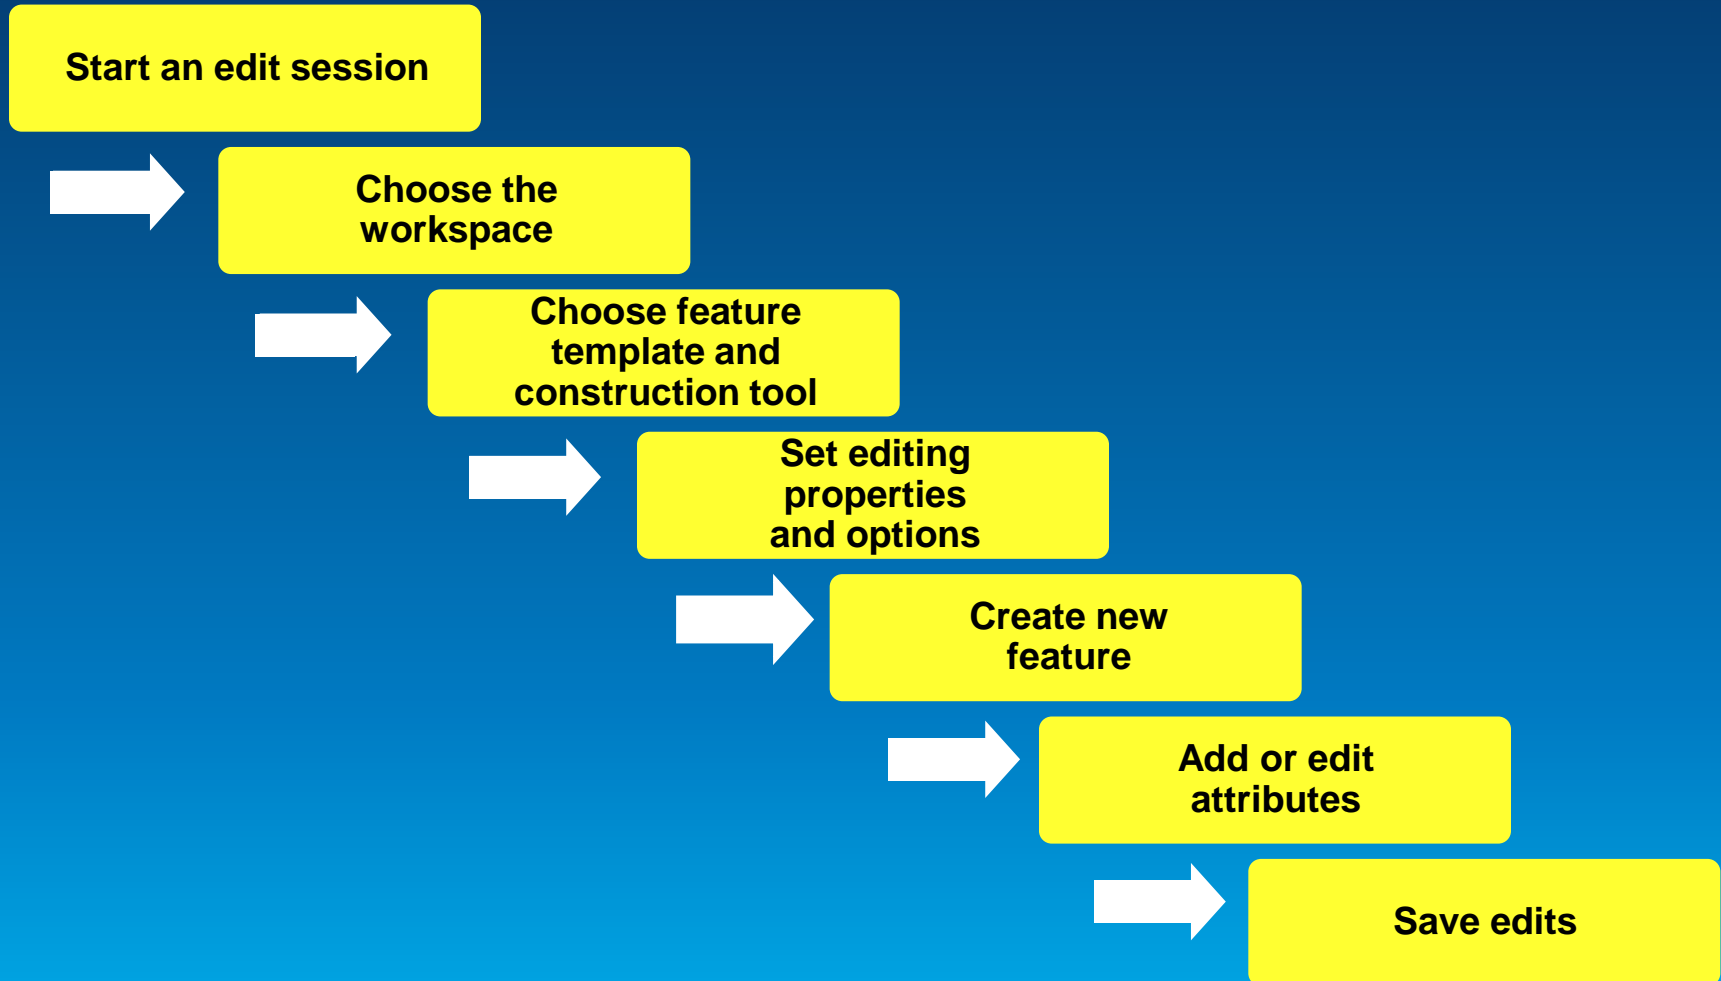 Start an edit session
Choose the
workspace
Choose feature
template and
construction tool
Set editing
properties
and options
Create new
feature
Add or edit
attributes
Save edits